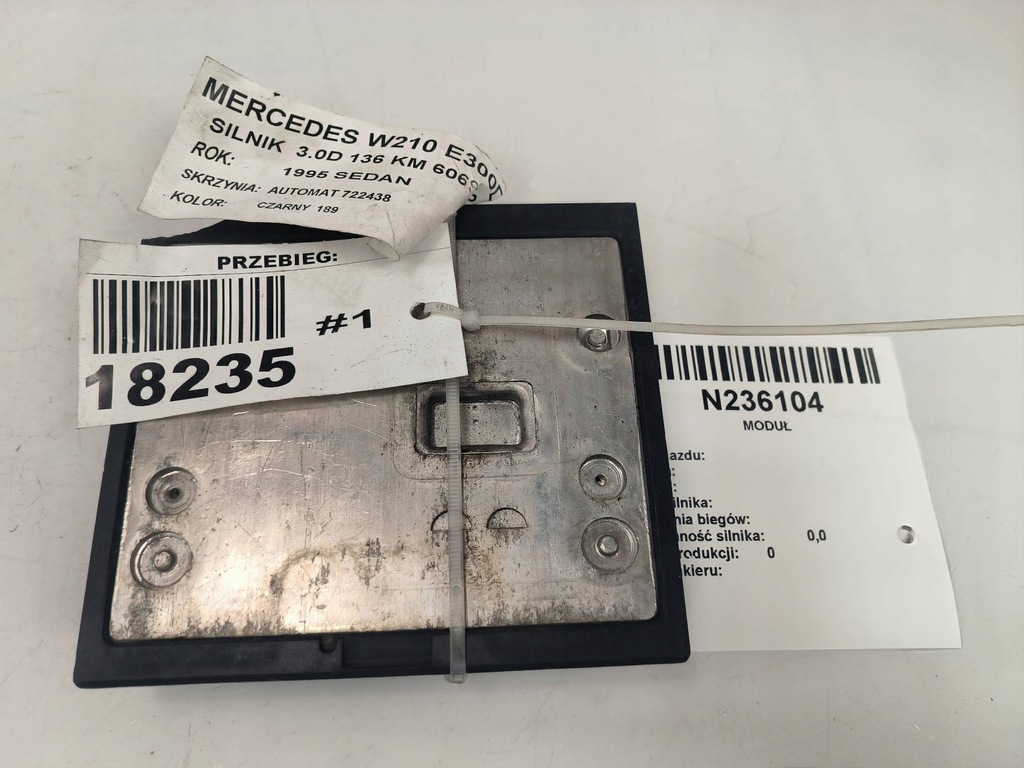 MERCEDES W210 E300D
SILNIK 3.0D 136 KM
ROK: 1995 SEDAN
SKRZYNIA: AUTOMAT 722438
KOLOR: CZARNY 189
PRZEBIEG:
#1
18235
N236104
MODUŁ
azdu:
ilnika:
nia biegów:
ność silnika: 0,0
rodukcji: 0
kieru: